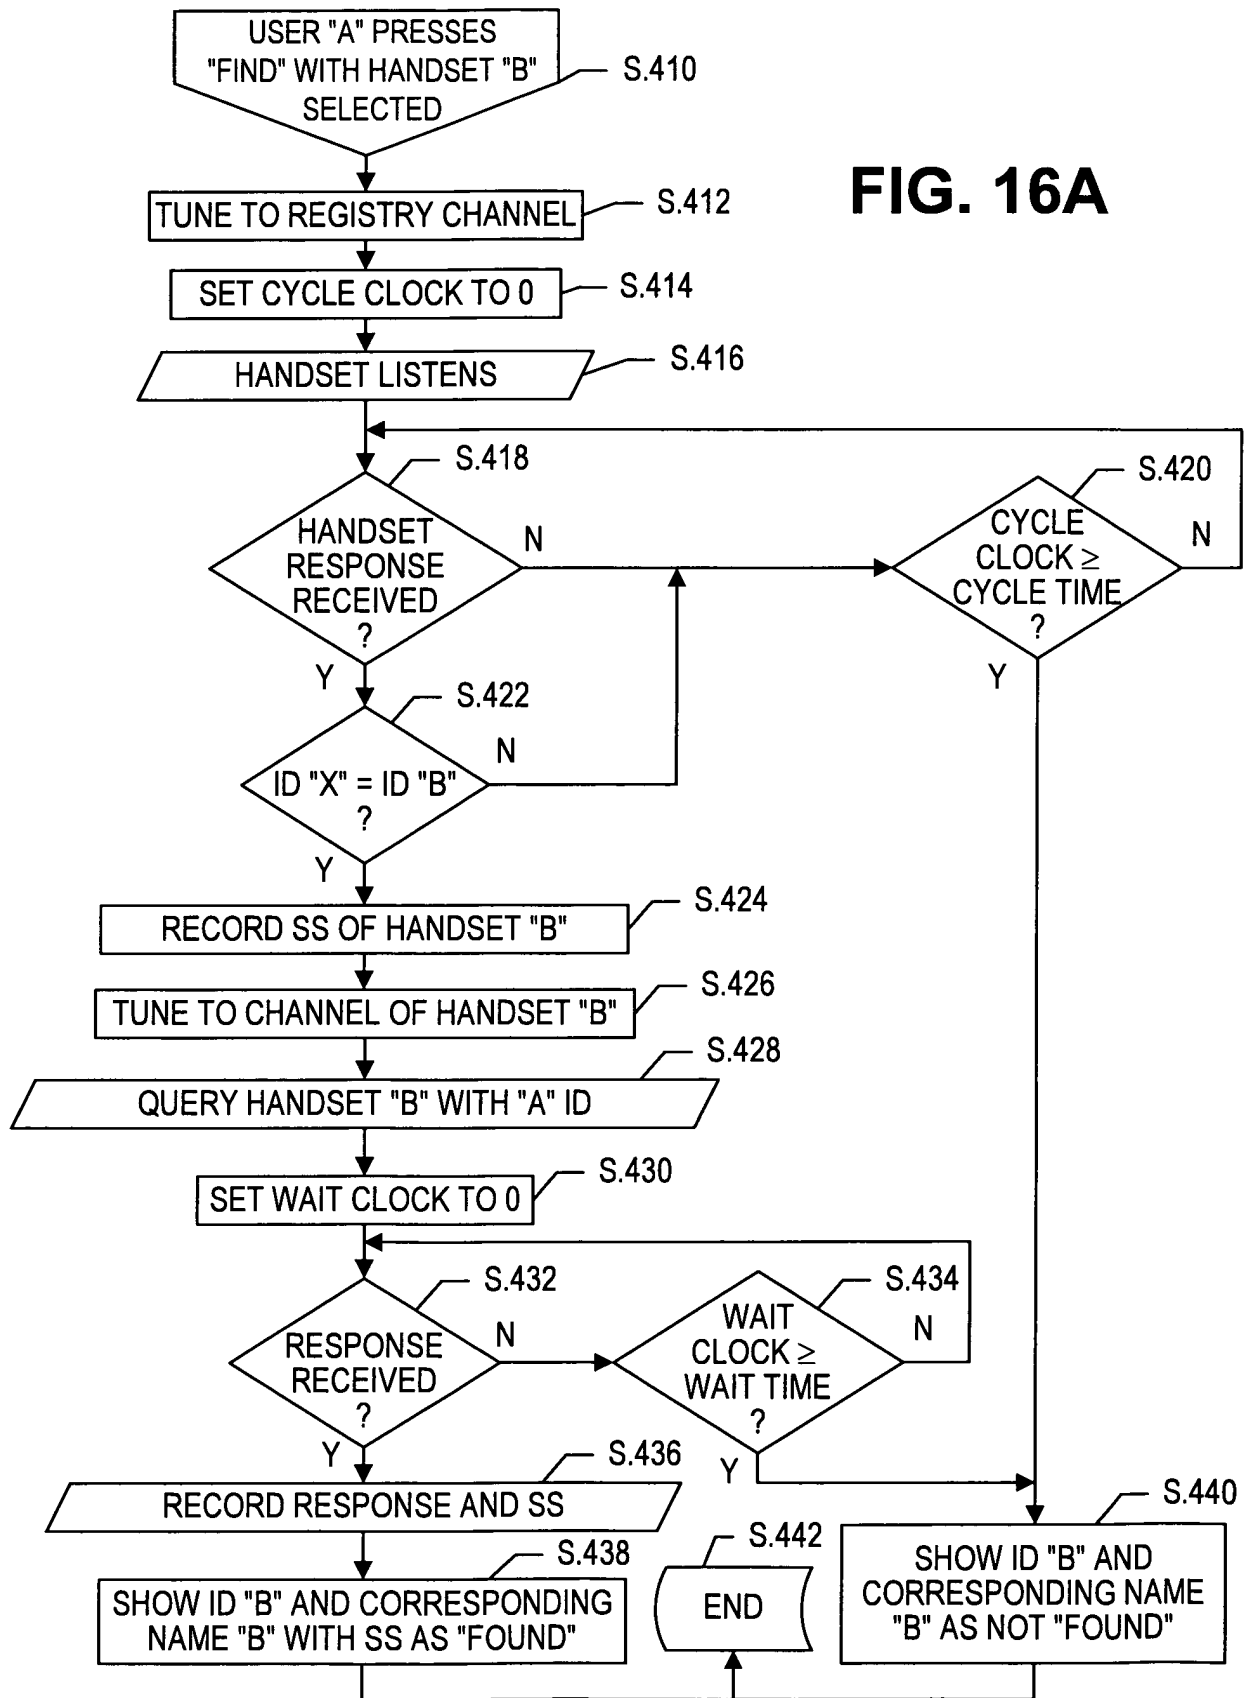 USER "A" PRESSES
"FIND" WITH HANDSET "B"
SELECTED
S.410
FIG. 16A
TUNE TO REGISTRY CHANNEL
S.412
SET CYCLE CLOCK TO 0
S.414
HANDSET LISTENS
S.416
S.418
HANDSET
RESPONSE
RECEIVED
?
N
Y
S.420
CYCLE
CLOCK ≥
CYCLE TIME
?
N
Y
S.422
ID "X" = ID "B"
?
N
Y
RECORD SS OF HANDSET "B"
S.424
TUNE TO CHANNEL OF HANDSET "B"
S.426
QUERY HANDSET "B" WITH "A" ID
S.428
SET WAIT CLOCK TO 0
S.430
S.432
RESPONSE
RECEIVED
?
N
Y
S.434
WAIT
CLOCK ≥
WAIT TIME
?
N
Y
RECORD RESPONSE AND SS
S.436
SHOW ID "B" AND CORRESPONDING
NAME "B" WITH SS AS "FOUND"
S.438
S.442
END
S.440
SHOW ID "B" AND
CORRESPONDING NAME
"B" AS NOT "FOUND"